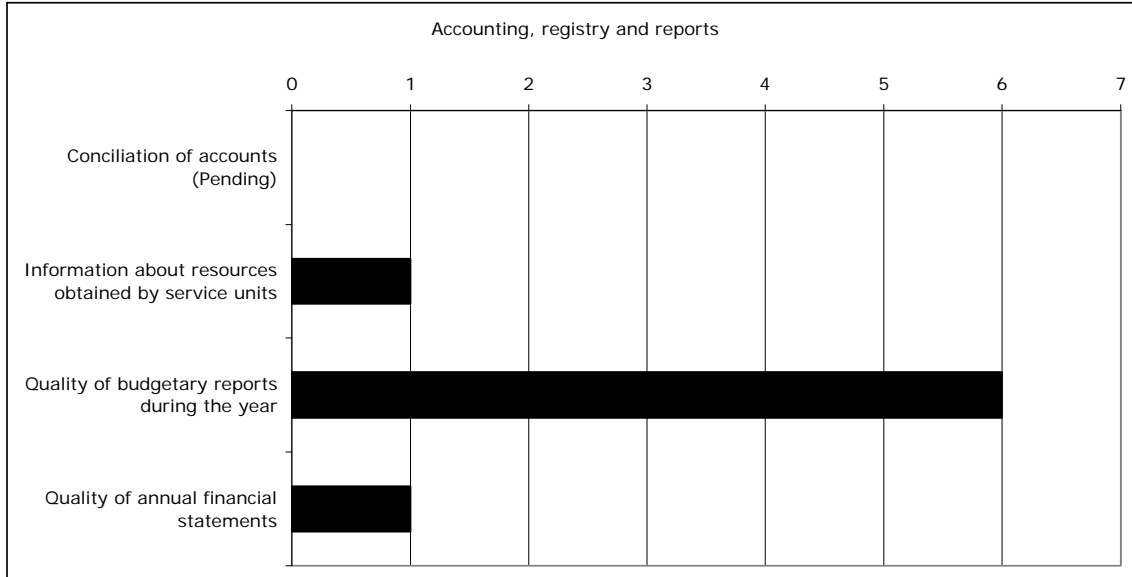 Accounting, registry and reports
0 1 2 3 4 5 6 7
Conciliation of accounts
(Pending)
Information about resources
obtained by service units
Quality of budgetary reports
during the year
Quality of annual financial
statements